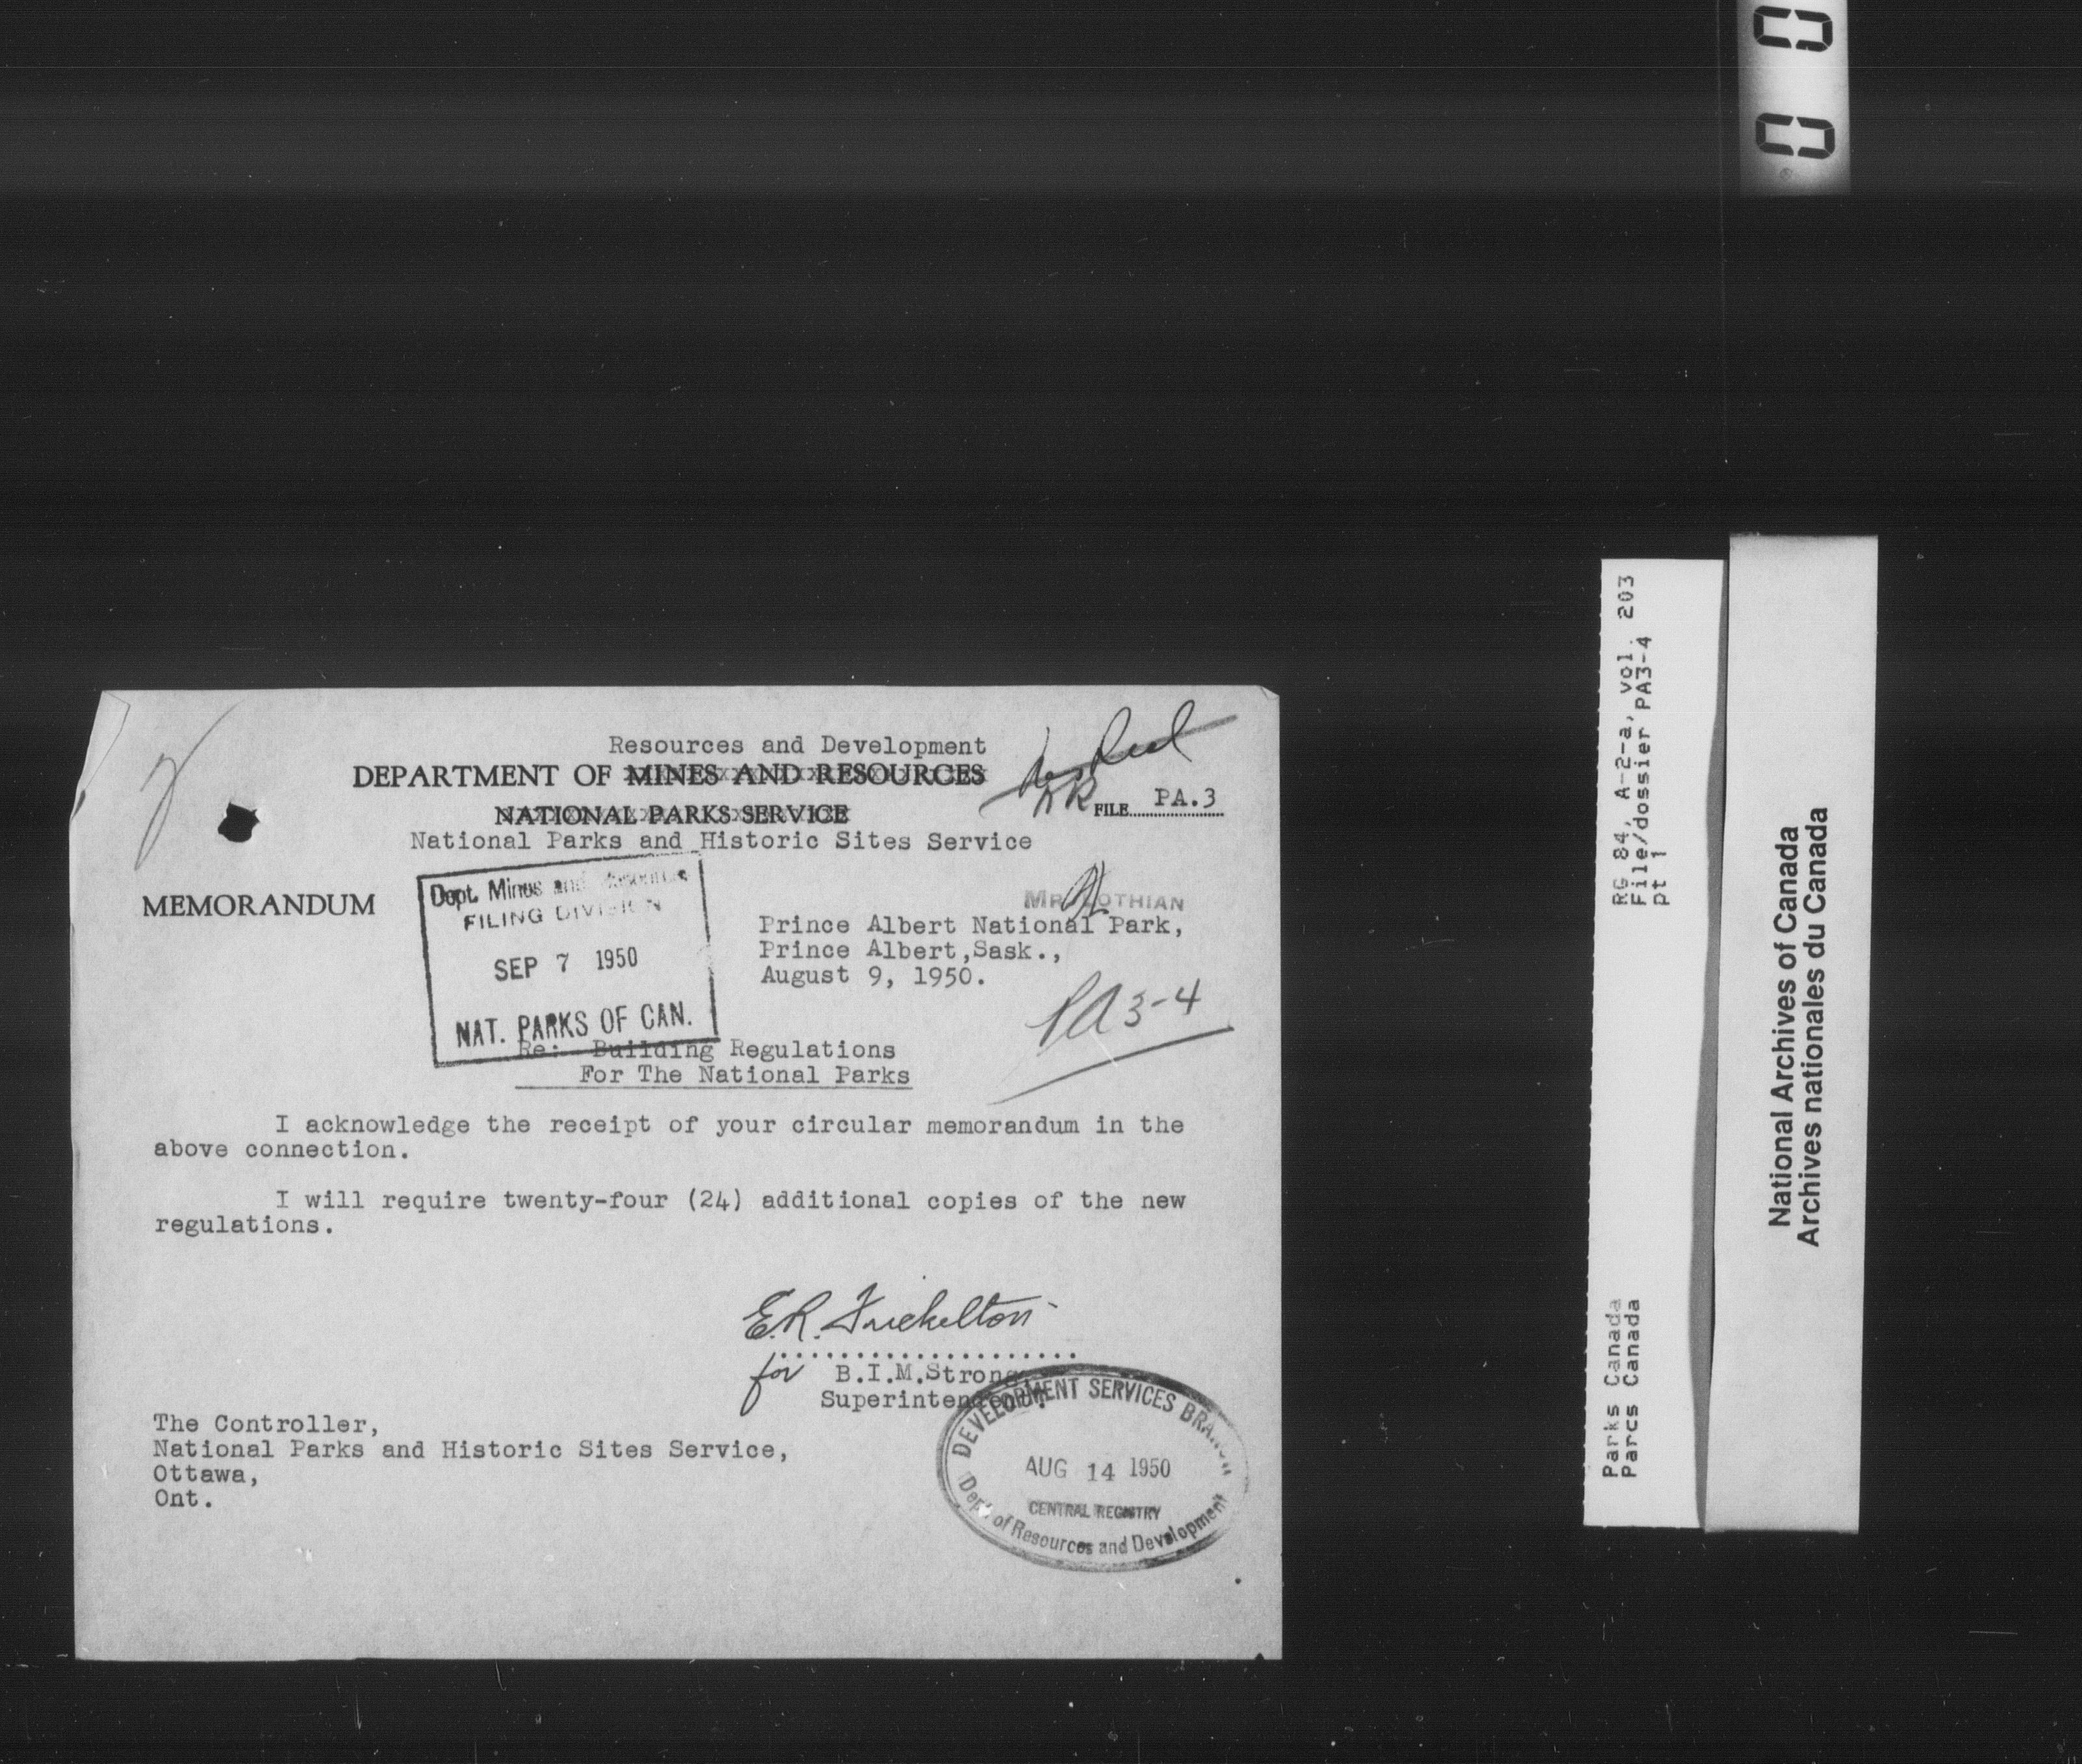 Resources and Development
DEPARTMENT OF MINES AND RESOURCES
NATIONAL PARKS SERVICE
FILE PA.3
National Parks and Historic Sites Service
MEMORANDUM
Dept. Mines and Resources
FILING DIVISION
SEP 7 1950
NAT. PARKS OF CAN.
MR. LOTHIAN
Prince Albert National Park,
Prince Albert,Sask.,
August 9, 1950.
PA 3-4
Re: Building Regulations
For The National Parks
I acknowledge the receipt of your circular memorandum in the
above connection.
I will require twenty-four (24) additional copies of the new
regulations.
E.R.
for B.I.M.Strong
Superintendent.
The Controller,
National Parks and Historic Sites Service,
Ottawa,
Ont.
DEVELOPMENT SERVICES BRANCH
AUG 14 1950
CENTRAL REGISTRY
Dept. of Resources and Development
RG 84, A-2-a, vol. 203
File/dossier PA3-4
pt 1
Parks Canada
Parcs Canada
National Archives of Canada
Archives nationales du Canada
0 0